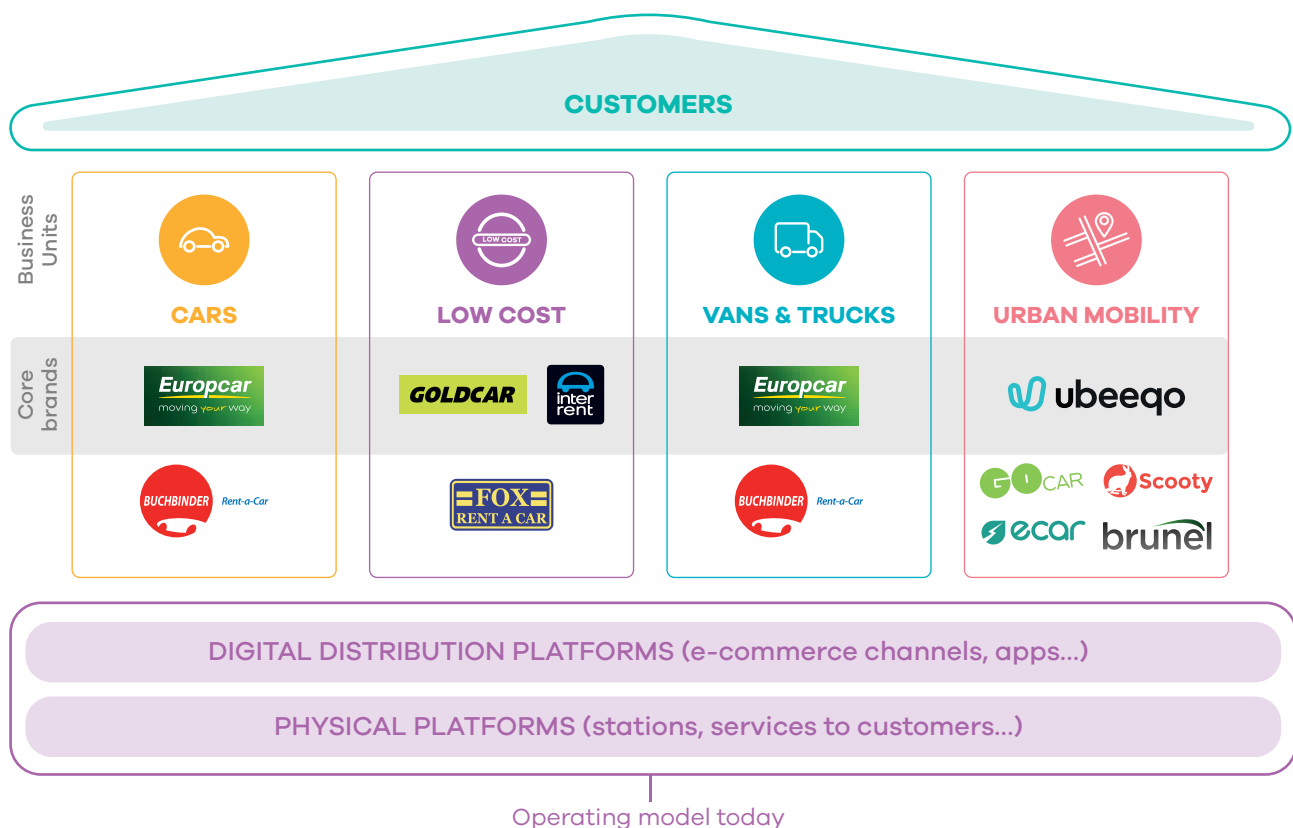 CUSTOMERS
Business
Units
LOW COST
CARS
LOW COST
VANS & TRUCKS
URBAN MOBILITY
Core
brands
Europcar
moving your way
GOLDCAR
inter
rent
Europcar
moving your way
ubeeqo
BUCHBINDER Rent-a-Car
FOX
RENT A CAR
BUCHBINDER Rent-a-Car
GOCAR
Scooty
ecar
brunel
DIGITAL DISTRIBUTION PLATFORMS (e-commerce channels, apps...)
PHYSICAL PLATFORMS (stations, services to customers...)
Operating model today